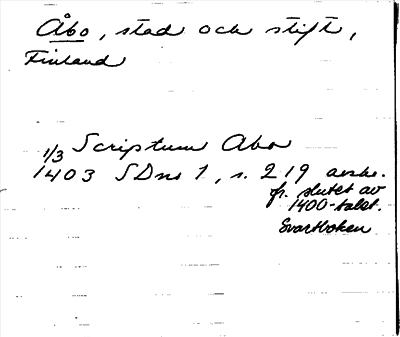 Åbo, stad och stift,
Finland
1/3 Scriptum Abo
1403 SDns 1, s. 219 avskr.
fr. slutet av
1400-talet.
Svartboken